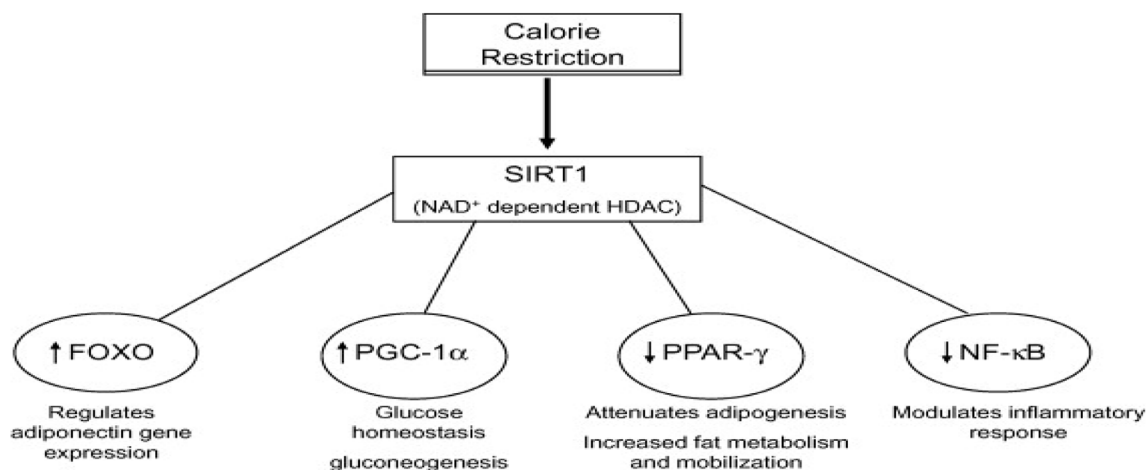 Calorie
Restriction
SIRT1
(NAD⁺ dependent HDAC)
↑FOXO
↑PGC-1α
↓PPAR-γ
↓NF-κB
Regulates
adiponectin gene
expression
Glucose
homeostasis
gluconeogenesis
Attenuates adipogenesis
Increased fat metabolism
and mobilization
Modulates inflammatory
response